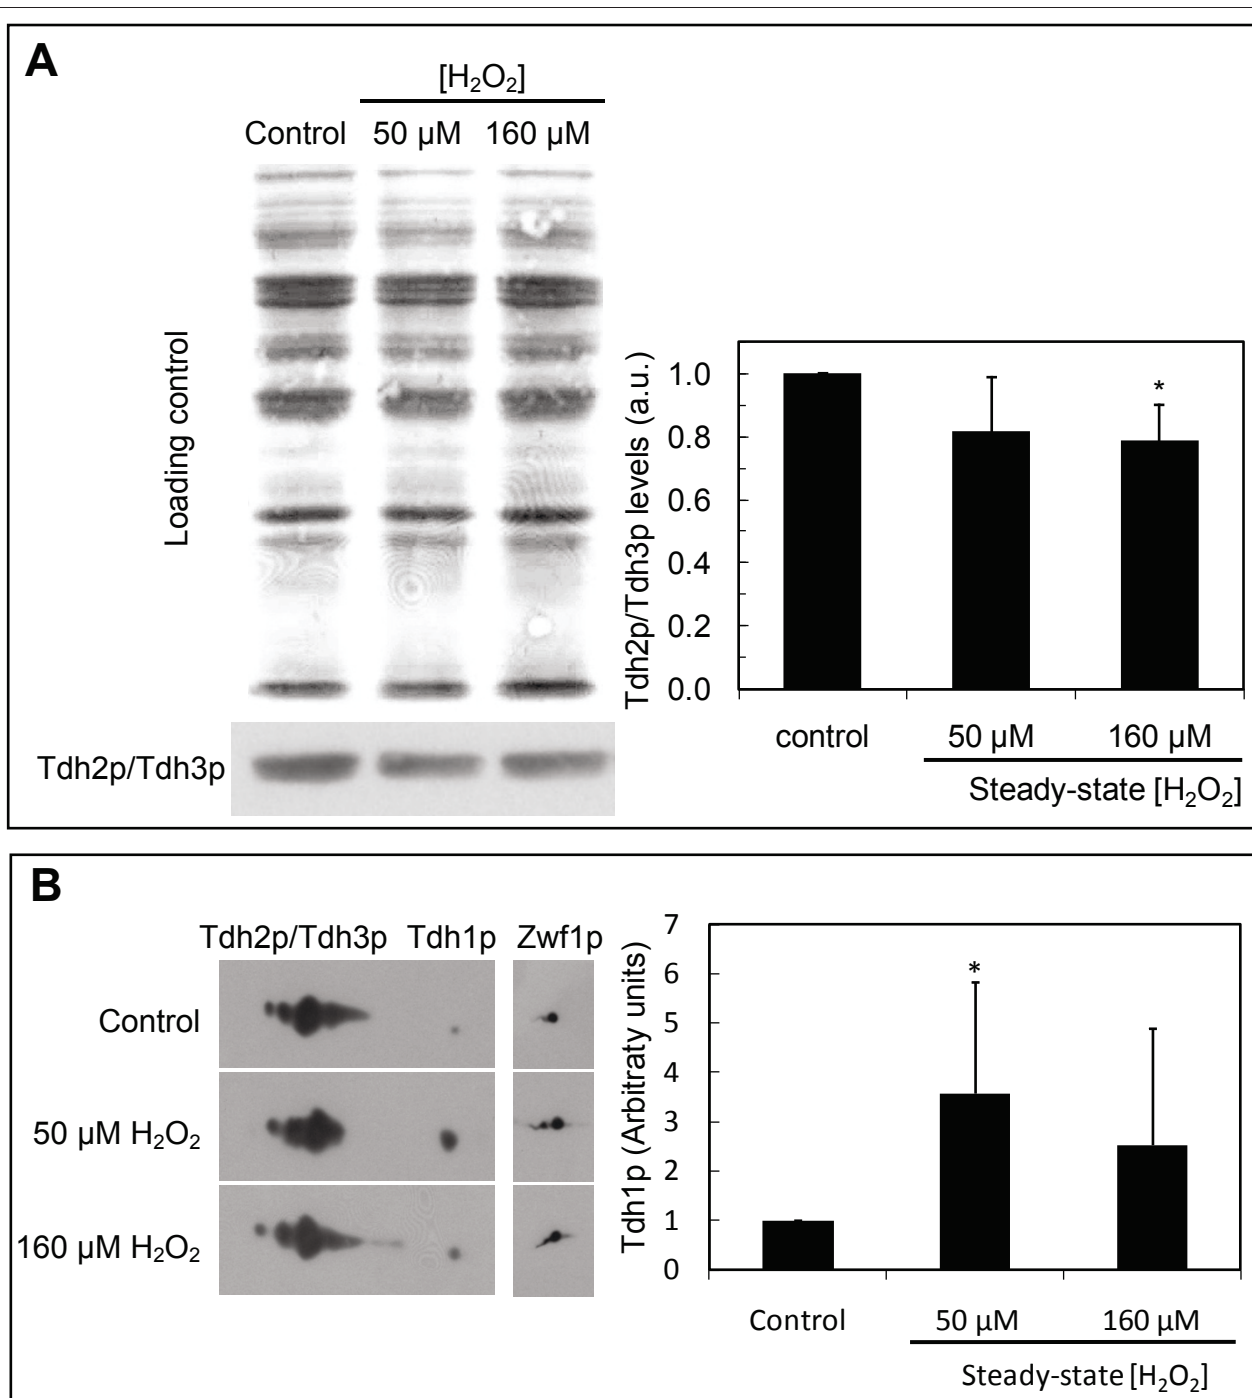 A
[H₂O₂]
Control 50 µM 160 µM
Loading control
Tdh2p/Tdh3p
Tdh2p/Tdh3p levels (a.u.)
1.0
0.8
0.6
0.4
0.2
0.0
*
control 50 µM 160 µM
Steady-state [H₂O₂]
B
Tdh2p/Tdh3p Tdh1p Zwf1p
Control
50 µM H₂O₂
160 µM H₂O₂
Tdh1p (Arbitraty units)
7
6
5
4
3
2
1
0
*
Control 50 µM 160 µM
Steady-state [H₂O₂]